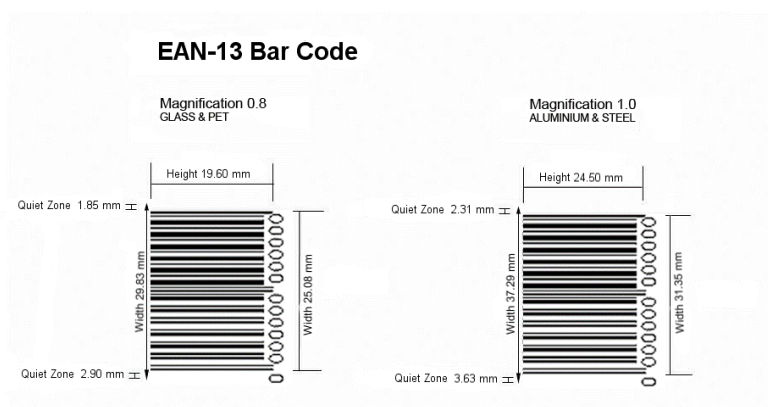 EAN-13 Bar Code
Magnification 0.8
GLASS & PET
Height 19.60 mm
Quiet Zone 1.85 mm
Width 29.83 mm
Width 25.08 mm
Quiet Zone 2.90 mm
Magnification 1.0
ALUMINIUM & STEEL
Height 24.50 mm
Quiet Zone 2.31 mm
Width 37.29 mm
Width 31.35 mm
Quiet Zone 3.63 mm